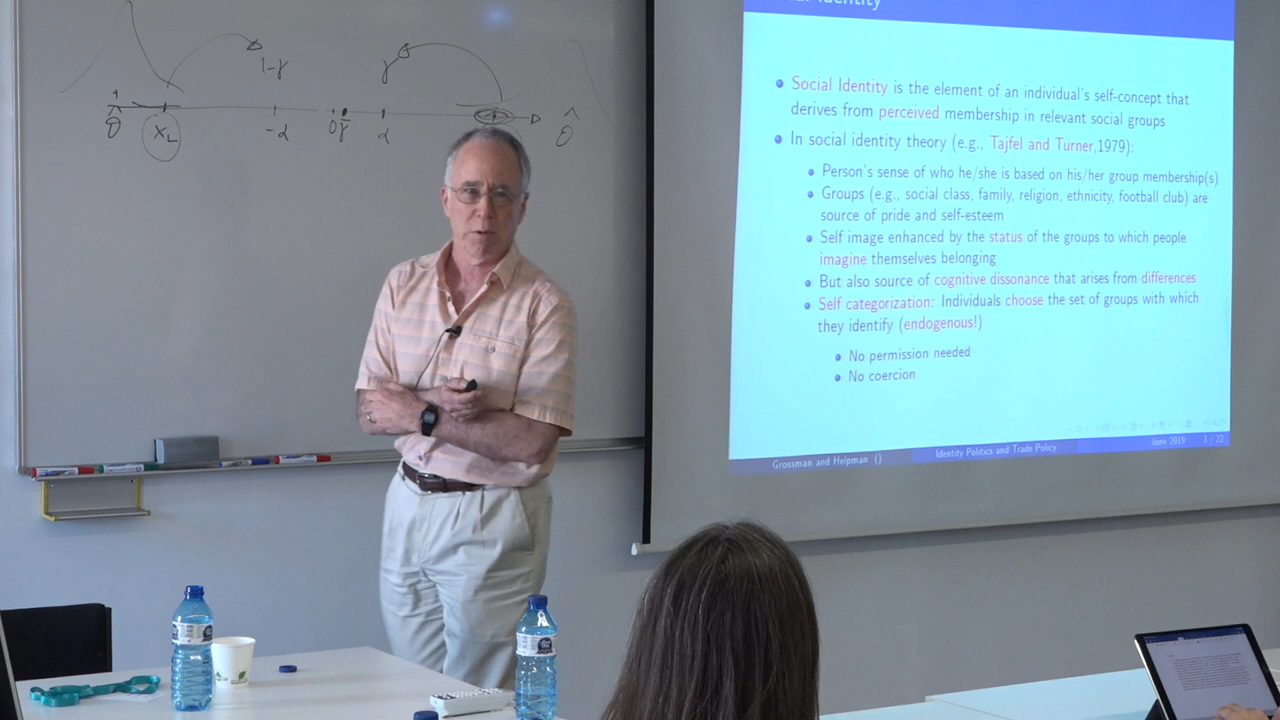 1-γ
γ
θ̂
X_L
-α
0
γ̄
α
θ̂
Identity
Social Identity is the element of an individual's self-concept that
derives from perceived membership in relevant social groups
In social identity theory (e.g., Tajfel and Turner,1979):
Person's sense of who he/she is based on his/her group membership(s)
Groups (e.g., social class, family, religion, ethnicity, football club) are
source of pride and self-esteem
Self image enhanced by the status of the groups to which people
imagine themselves belonging
But also source of cognitive dissonance that arises from differences
Self categorization: Individuals choose the set of groups with which
they identify (endogenous!)
No permission needed
No coercion
Grossman and Helpman ()
Identity Politics and Trade Policy
June 2019
3 / 22